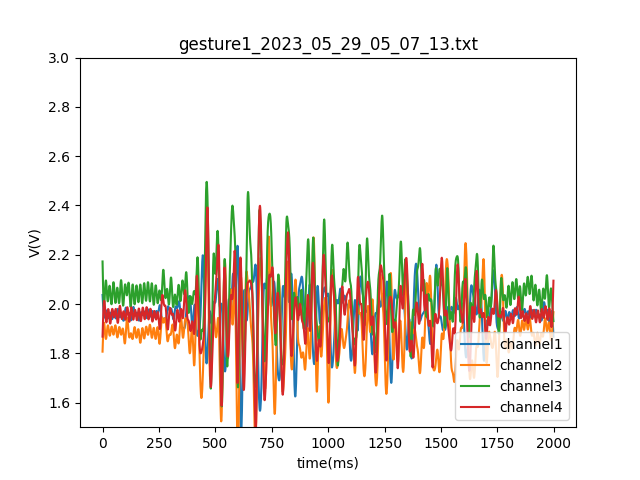 gesture1_2023_05_29_05_07_13.txt
3.0
2.8
2.6
2.4
2.2
2.0
1.8
1.6
V(V)
channel1
channel2
channel3
channel4
0 250 500 750 1000 1250 1500 1750 2000
time(ms)